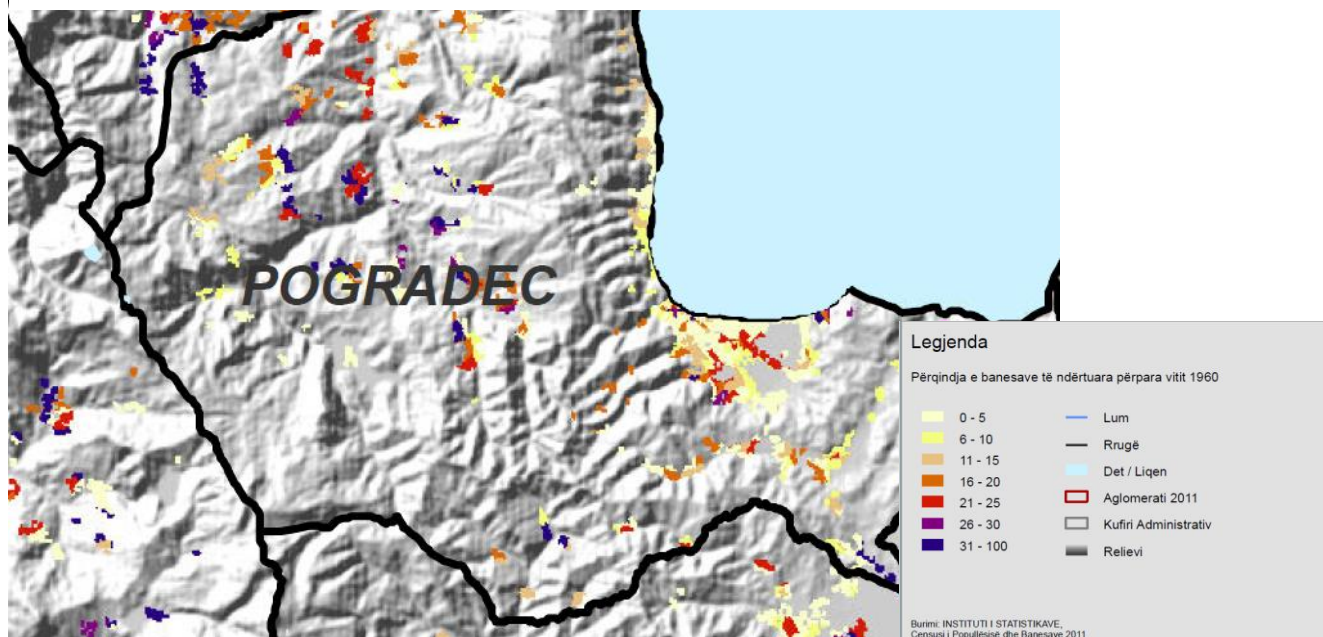 POGRADEC
Legjenda
Përqindja e banesave të ndërtuara përpara vitit 1960
0 - 5
6 - 10
11 - 15
16 - 20
21 - 25
26 - 30
31 - 100
Lum
Rrugë
Det / Liqen
Aglomerati 2011
Kufiri Administrativ
Relievi
Burimi: INSTITUTI I STATISTIKAVE,
Censusi i Popullësisë dhe Banesave 2011